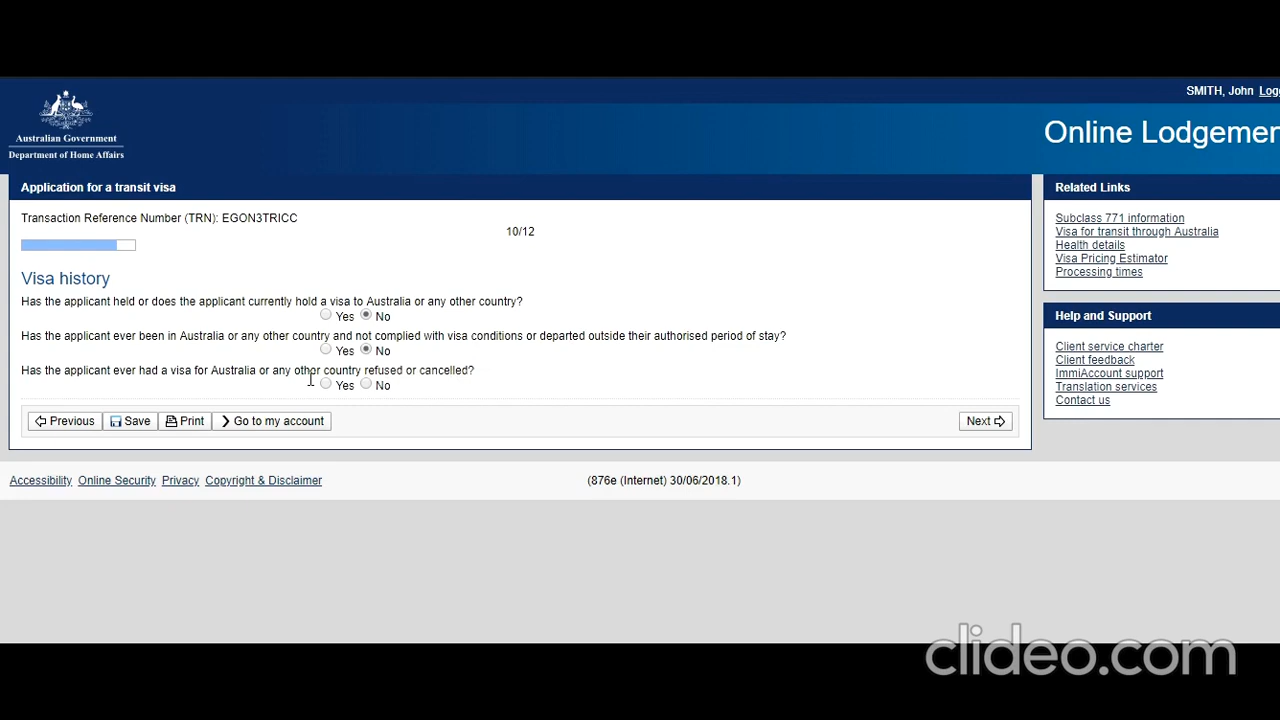 SMITH, John Logo
Australian Government
Department of Home Affairs
Online Lodgemen
Application for a transit visa
Transaction Reference Number (TRN): EGON3TRICC
10/12
Visa history
Has the applicant held or does the applicant currently hold a visa to Australia or any other country?
Yes No
Has the applicant ever been in Australia or any other country and not complied with visa conditions or departed outside their authorised period of stay?
Yes No
Has the applicant ever had a visa for Australia or any other country refused or cancelled?
Yes No
Previous Save Print Go to my account Next
Related Links
Subclass 771 information
Visa for transit through Australia
Health details
Visa Pricing Estimator
Processing times
Help and Support
Client service charter
Client feedback
ImmiAccount support
Translation services
Contact us
Accessibility Online Security Privacy Copyright & Disclaimer (876e (Internet) 30/06/2018.1)
clideo.com